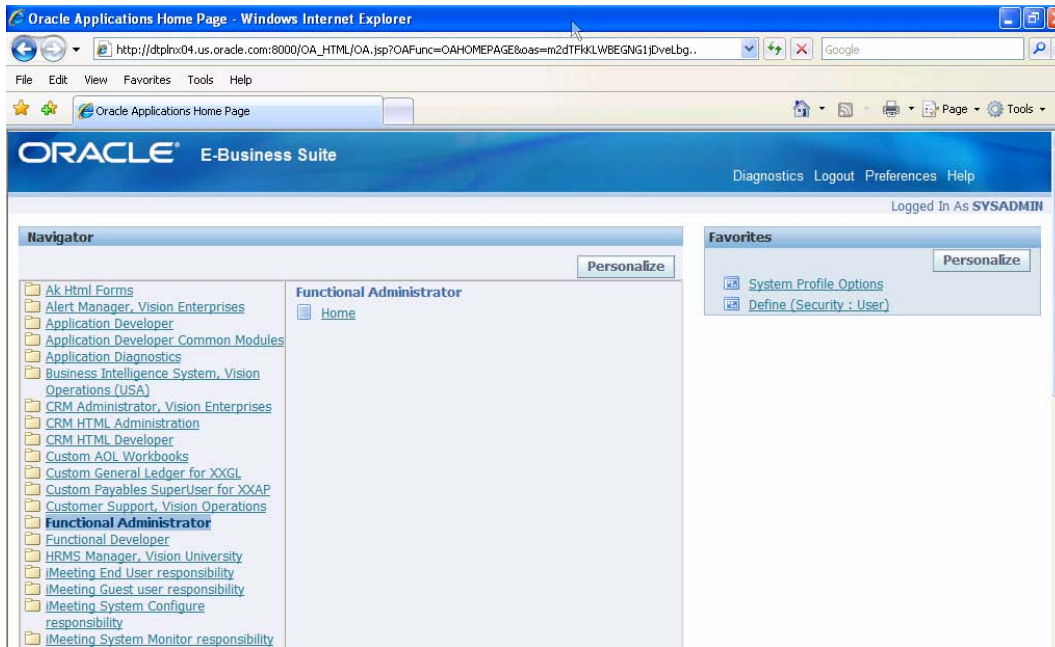 Oracle Applications Home Page - Windows Internet Explorer
http://dtplnx04.us.oracle.com:8000/OA_HTML/OA.jsp?OAFunc=OAHOMEPAGE&oas=m2dTFkKLWBEGNG1jDveLbg..
Google
File Edit View Favorites Tools Help
Oracle Applications Home Page
Page
Tools
ORACLE® E-Business Suite
Diagnostics Logout Preferences Help
Logged In As SYSADMIN
Navigator
Personalize
Ak Html Forms
Alert Manager, Vision Enterprises
Application Developer
Application Developer Common Modules
Application Diagnostics
Business Intelligence System, Vision
Operations (USA)
CRM Administrator, Vision Enterprises
CRM HTML Administration
CRM HTML Developer
Custom AOL Workbooks
Custom General Ledger for XXGL
Custom Payables SuperUser for XXAP
Customer Support, Vision Operations
Functional Administrator
Functional Developer
HRMS Manager, Vision University
iMeeting End User responsibility
iMeeting Guest user responsibility
iMeeting System Configure
responsibility
iMeeting System Monitor responsibility
Functional Administrator
Home
Favorites
Personalize
System Profile Options
Define (Security : User)